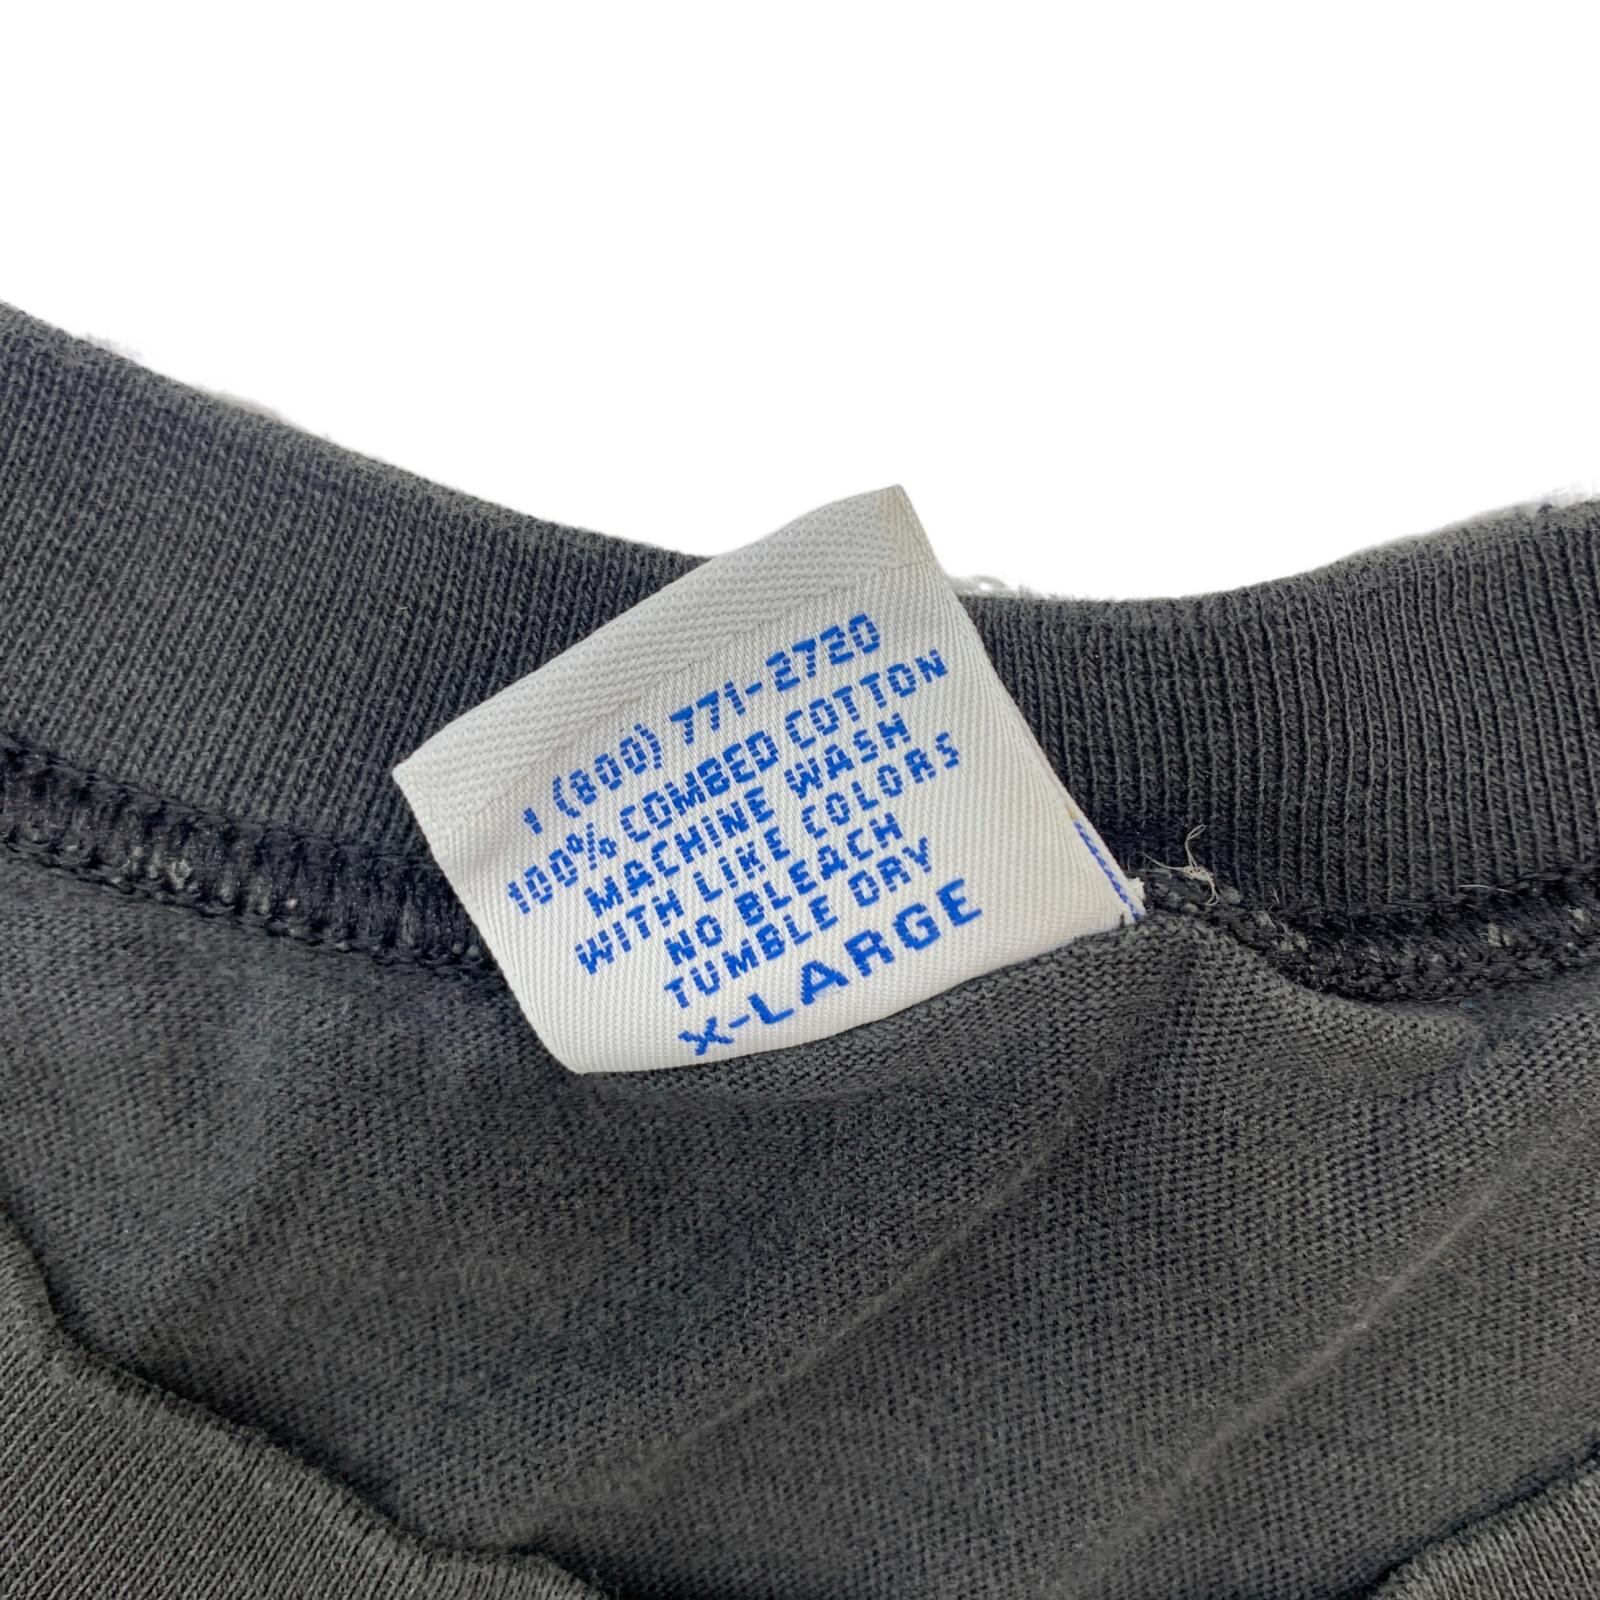 1 (800) 771-2720
100% COMBED COTTON
MACHINE WASH
WITH LIKE COLORS
NO BLEACH
TUMBLE DRY
X-LARGE